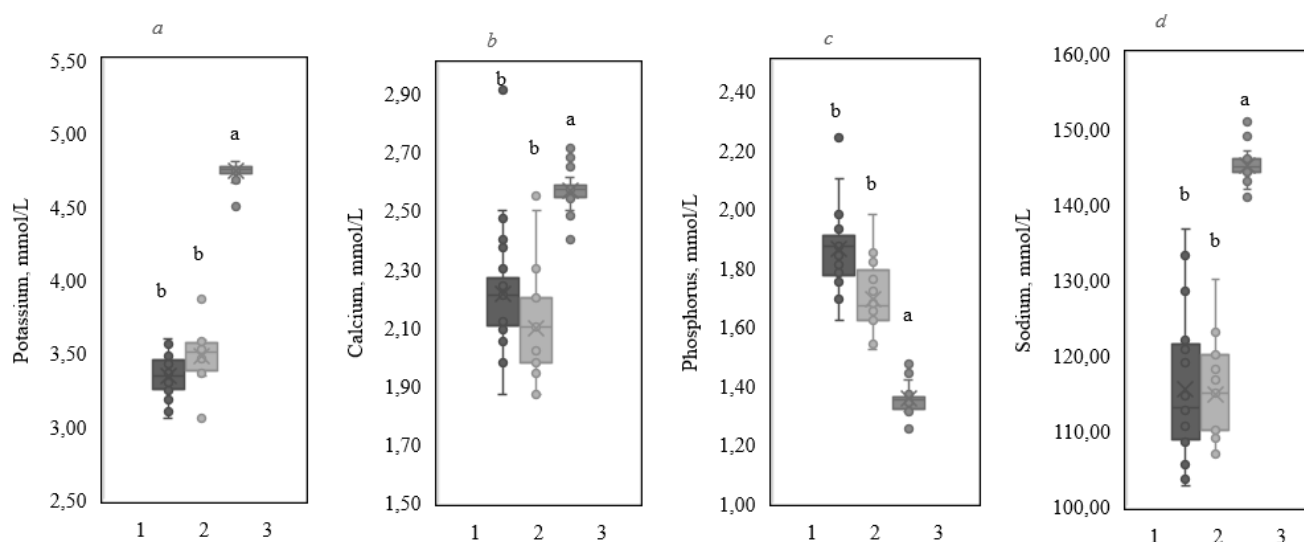 a
Potassium, mmol/L
5,50
5,00
4,50
4,00
3,50
3,00
2,50
b
b
a
1 2 3
b
Calcium, mmol/L
2,90
2,70
2,50
2,30
2,10
1,90
1,70
1,50
b
b
a
1 2 3
c
Phosphorus, mmol/L
2,40
2,20
2,00
1,80
1,60
1,40
1,20
1,00
b
b
a
1 2 3
d
Sodium, mmol/L
160,00
150,00
140,00
130,00
120,00
110,00
100,00
b
b
a
1 2 3